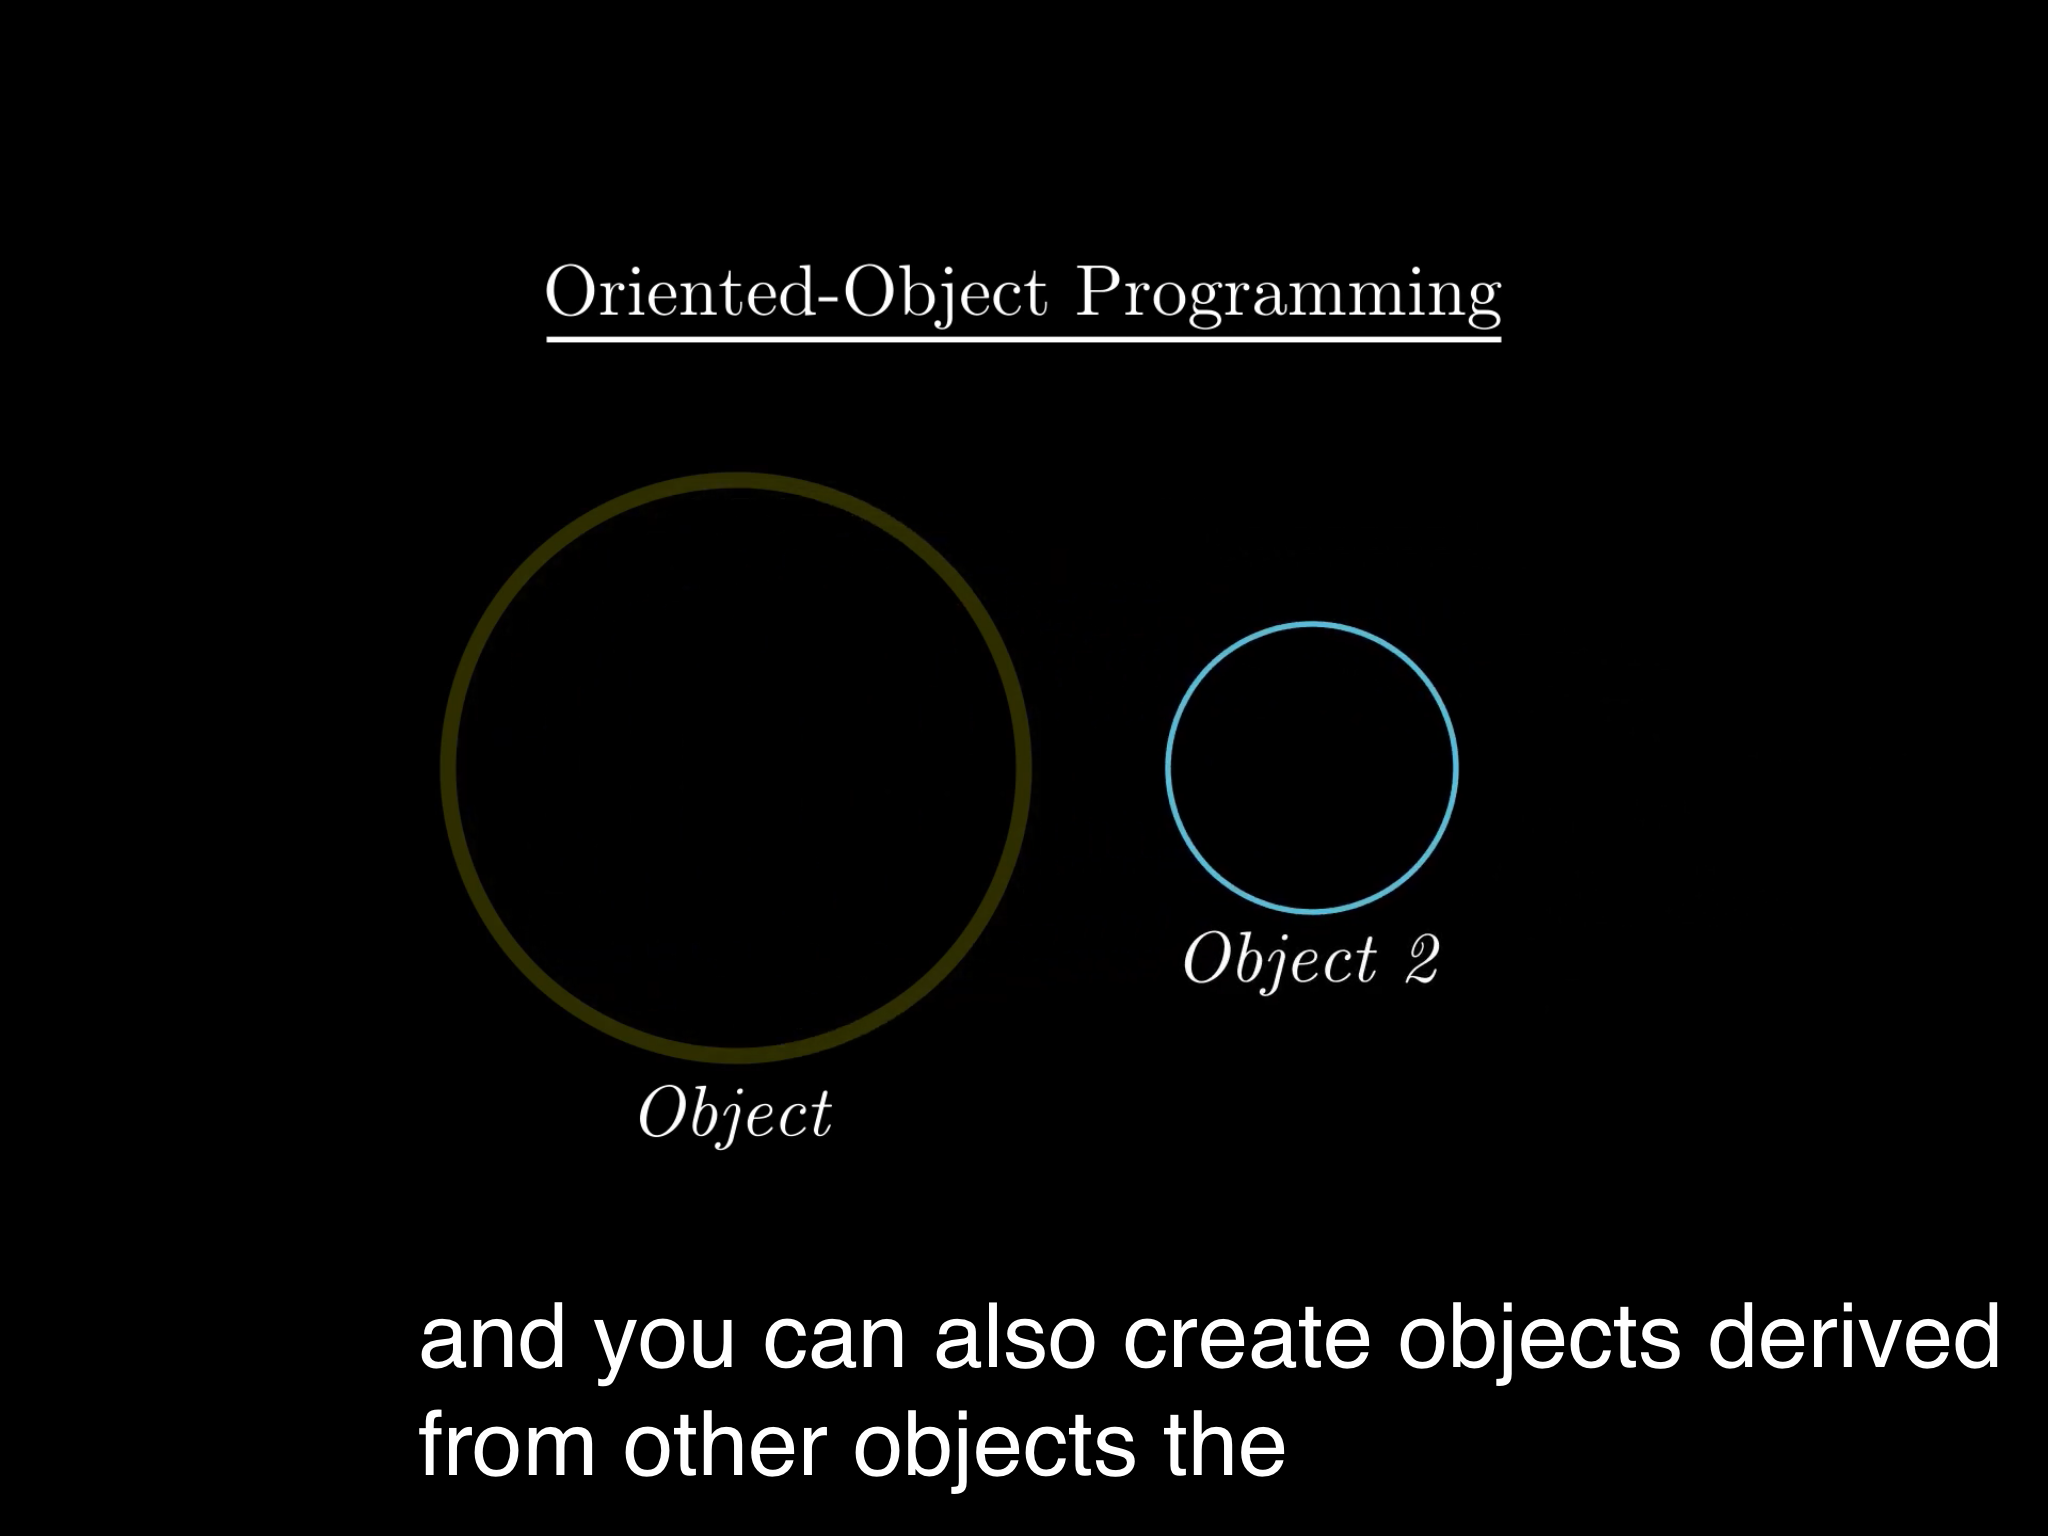 Oriented-Object Programming
Object 2
Object
and you can also create objects derived
from other objects the